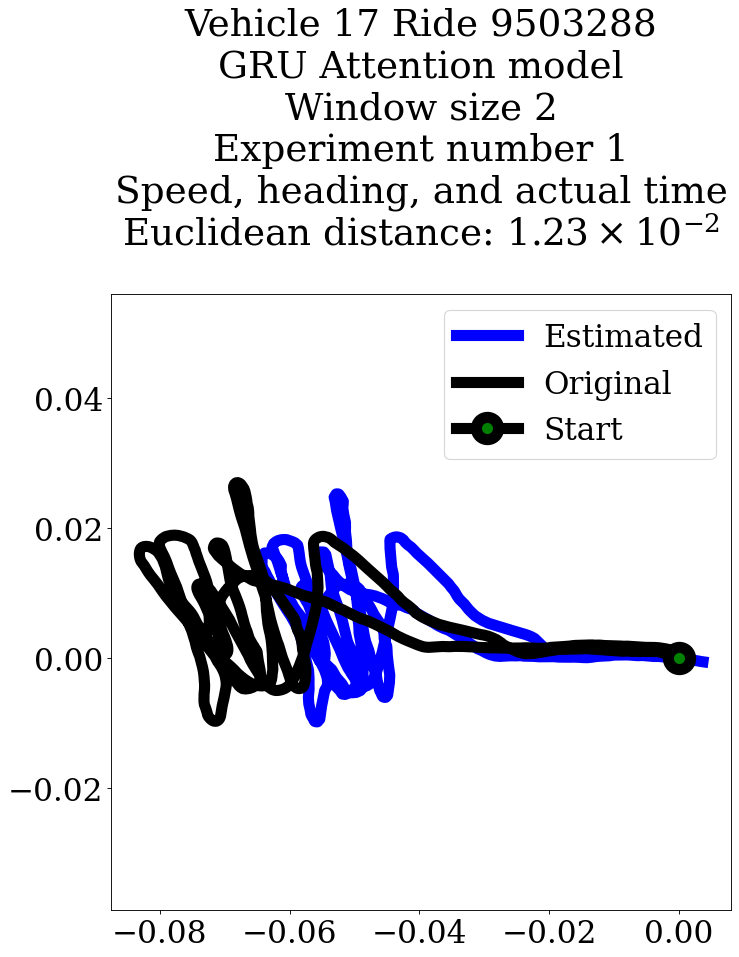 Vehicle 17 Ride 9503288
GRU Attention model
Window size 2
Experiment number 1
Speed, heading, and actual time
Euclidean distance: 1.23 × 10⁻²
Estimated
Original
Start
0.04
0.02
0.00
−0.02
−0.08 −0.06 −0.04 −0.02 0.00